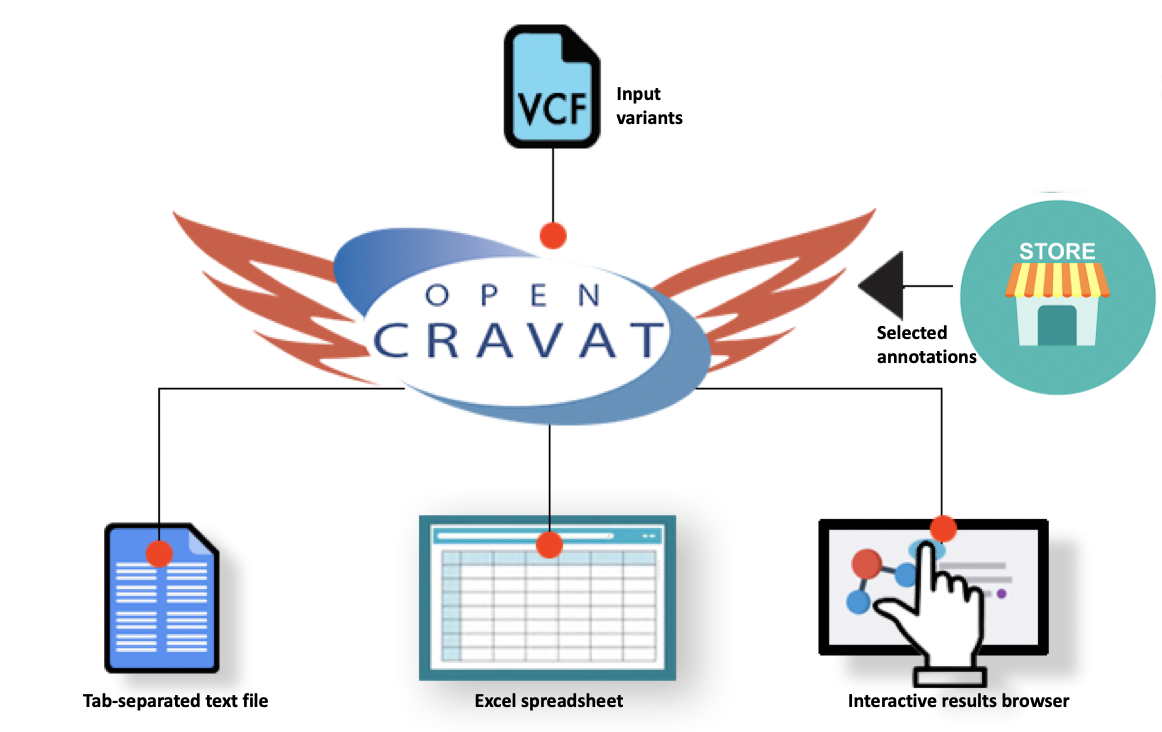 VCF
Input
variants
STORE
OPEN
CRAVAT
Selected
annotations
Tab-separated text file
Excel spreadsheet
Interactive results browser